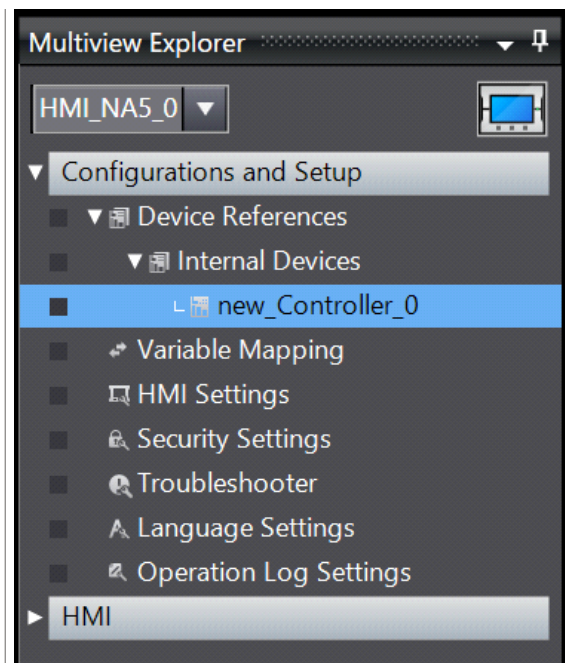 Multiview Explorer
HMI_NA5_0
Configurations and Setup
Device References
Internal Devices
new_Controller_0
Variable Mapping
HMI Settings
Security Settings
Troubleshooter
Language Settings
Operation Log Settings
HMI